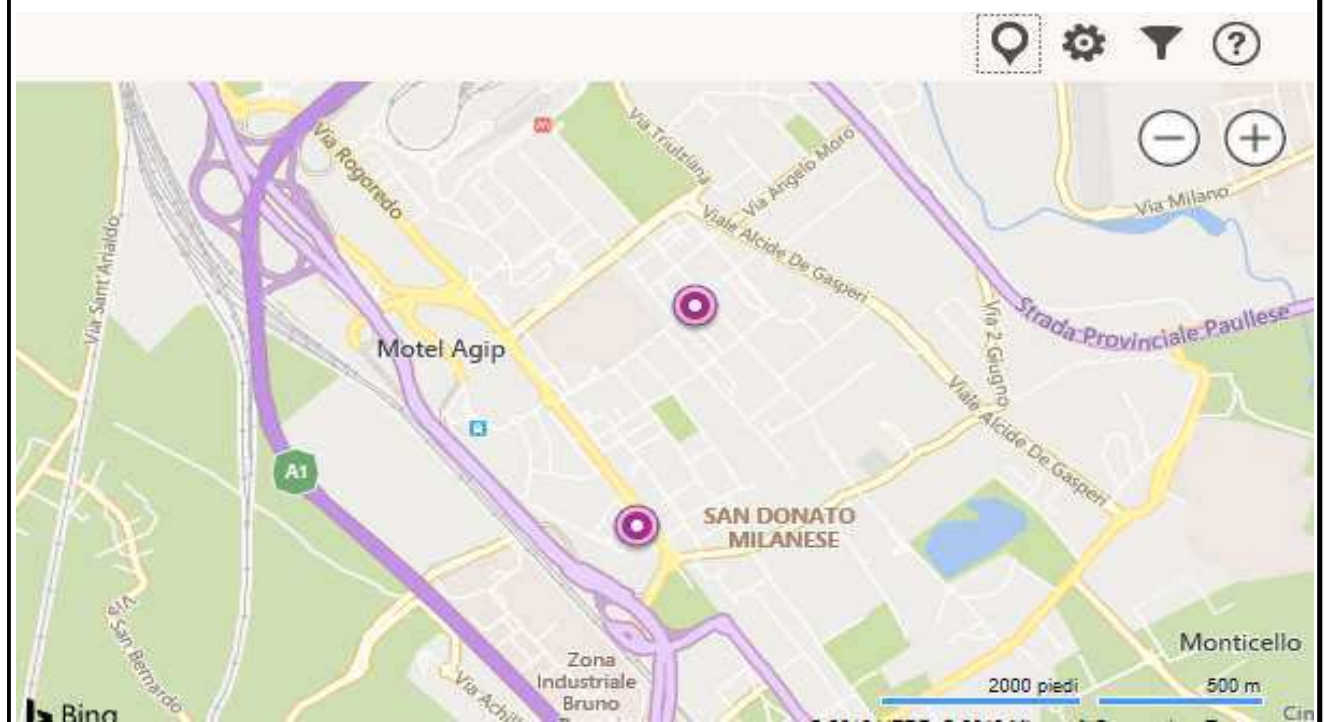 ?
Via Rogoredo
Via Triulziana
Via Angelo Moro
Via Milano
Via Sant'Arialdo
Viale Alcide De Gasperi
Strada Provinciale Paullese
Via 2 Giugno
Motel Agip
Viale Alcide De Gasperi
A1
SAN DONATO
MILANESE
Via San Bernardo
Monticello
Zona
Industriale
Bruno
2000 piedi
500 m
Bing